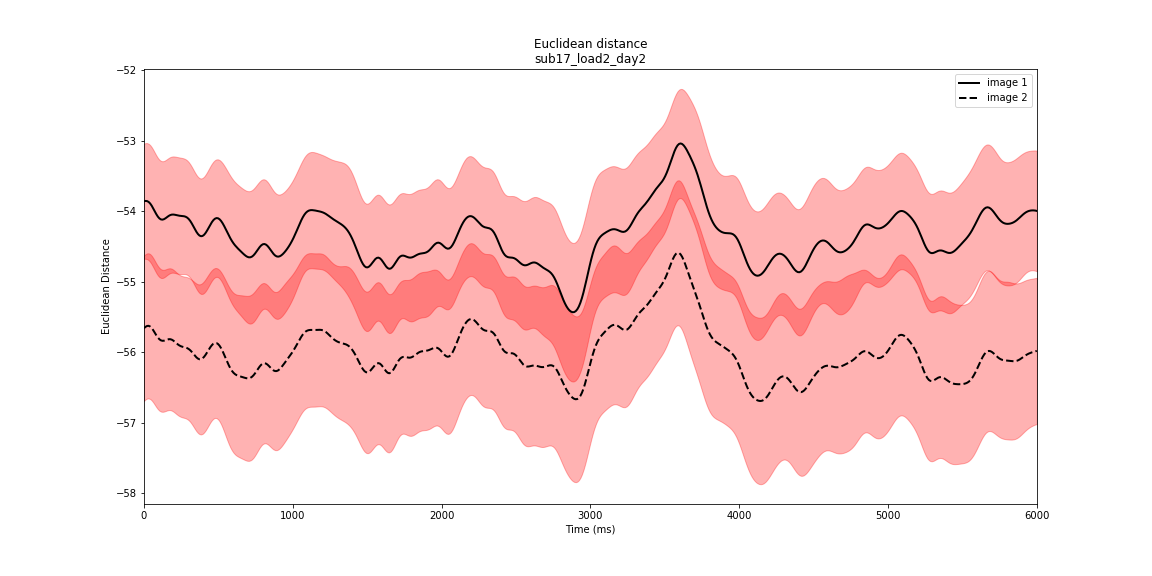 Euclidean distance
sub17_load2_day2
image 1
image 2
Euclidean Distance
−52
−53
−54
−55
−56
−57
−58
0
1000
2000
3000
4000
5000
6000
Time (ms)